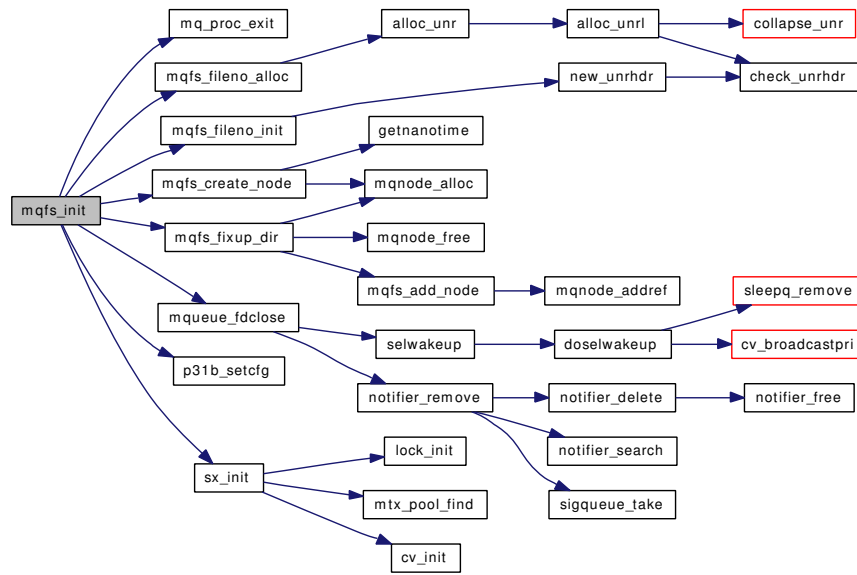 mq_proc_exit
alloc_unr
alloc_unrl
collapse_unr
mqfs_fileno_alloc
new_unrhdr
check_unrhdr
mqfs_fileno_init
getnanotime
mqfs_create_node
mqnode_alloc
mqfs_init
mqfs_fixup_dir
mqnode_free
mqfs_add_node
mqnode_addref
sleepq_remove
mqueue_fdclose
selwakeup
doselwakeup
cv_broadcastpri
p31b_setcfg
notifier_remove
notifier_delete
notifier_free
lock_init
notifier_search
sx_init
mtx_pool_find
sigqueue_take
cv_init